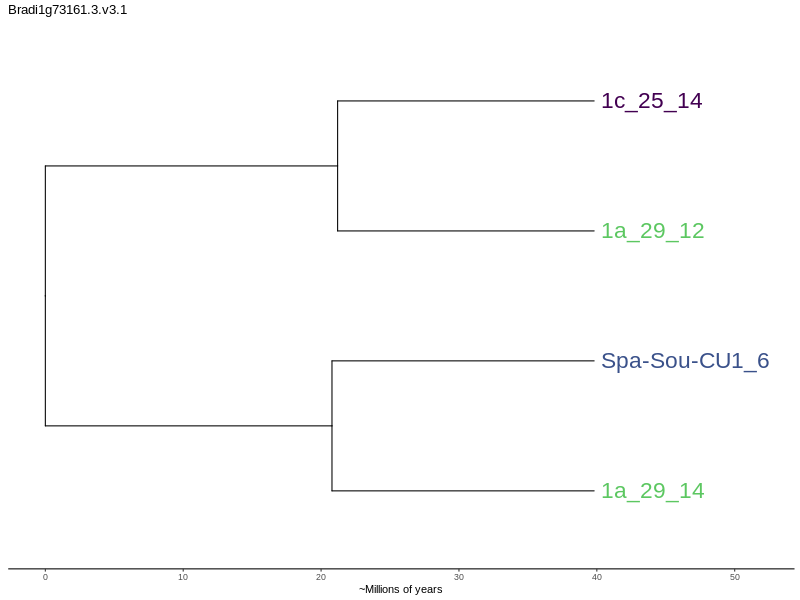 Bradi1g73161.3.v3.1
1c_25_14
1a_29_12
Spa-Sou-CU1_6
1a_29_14
0 10 20 30 40 50
~Millions of years